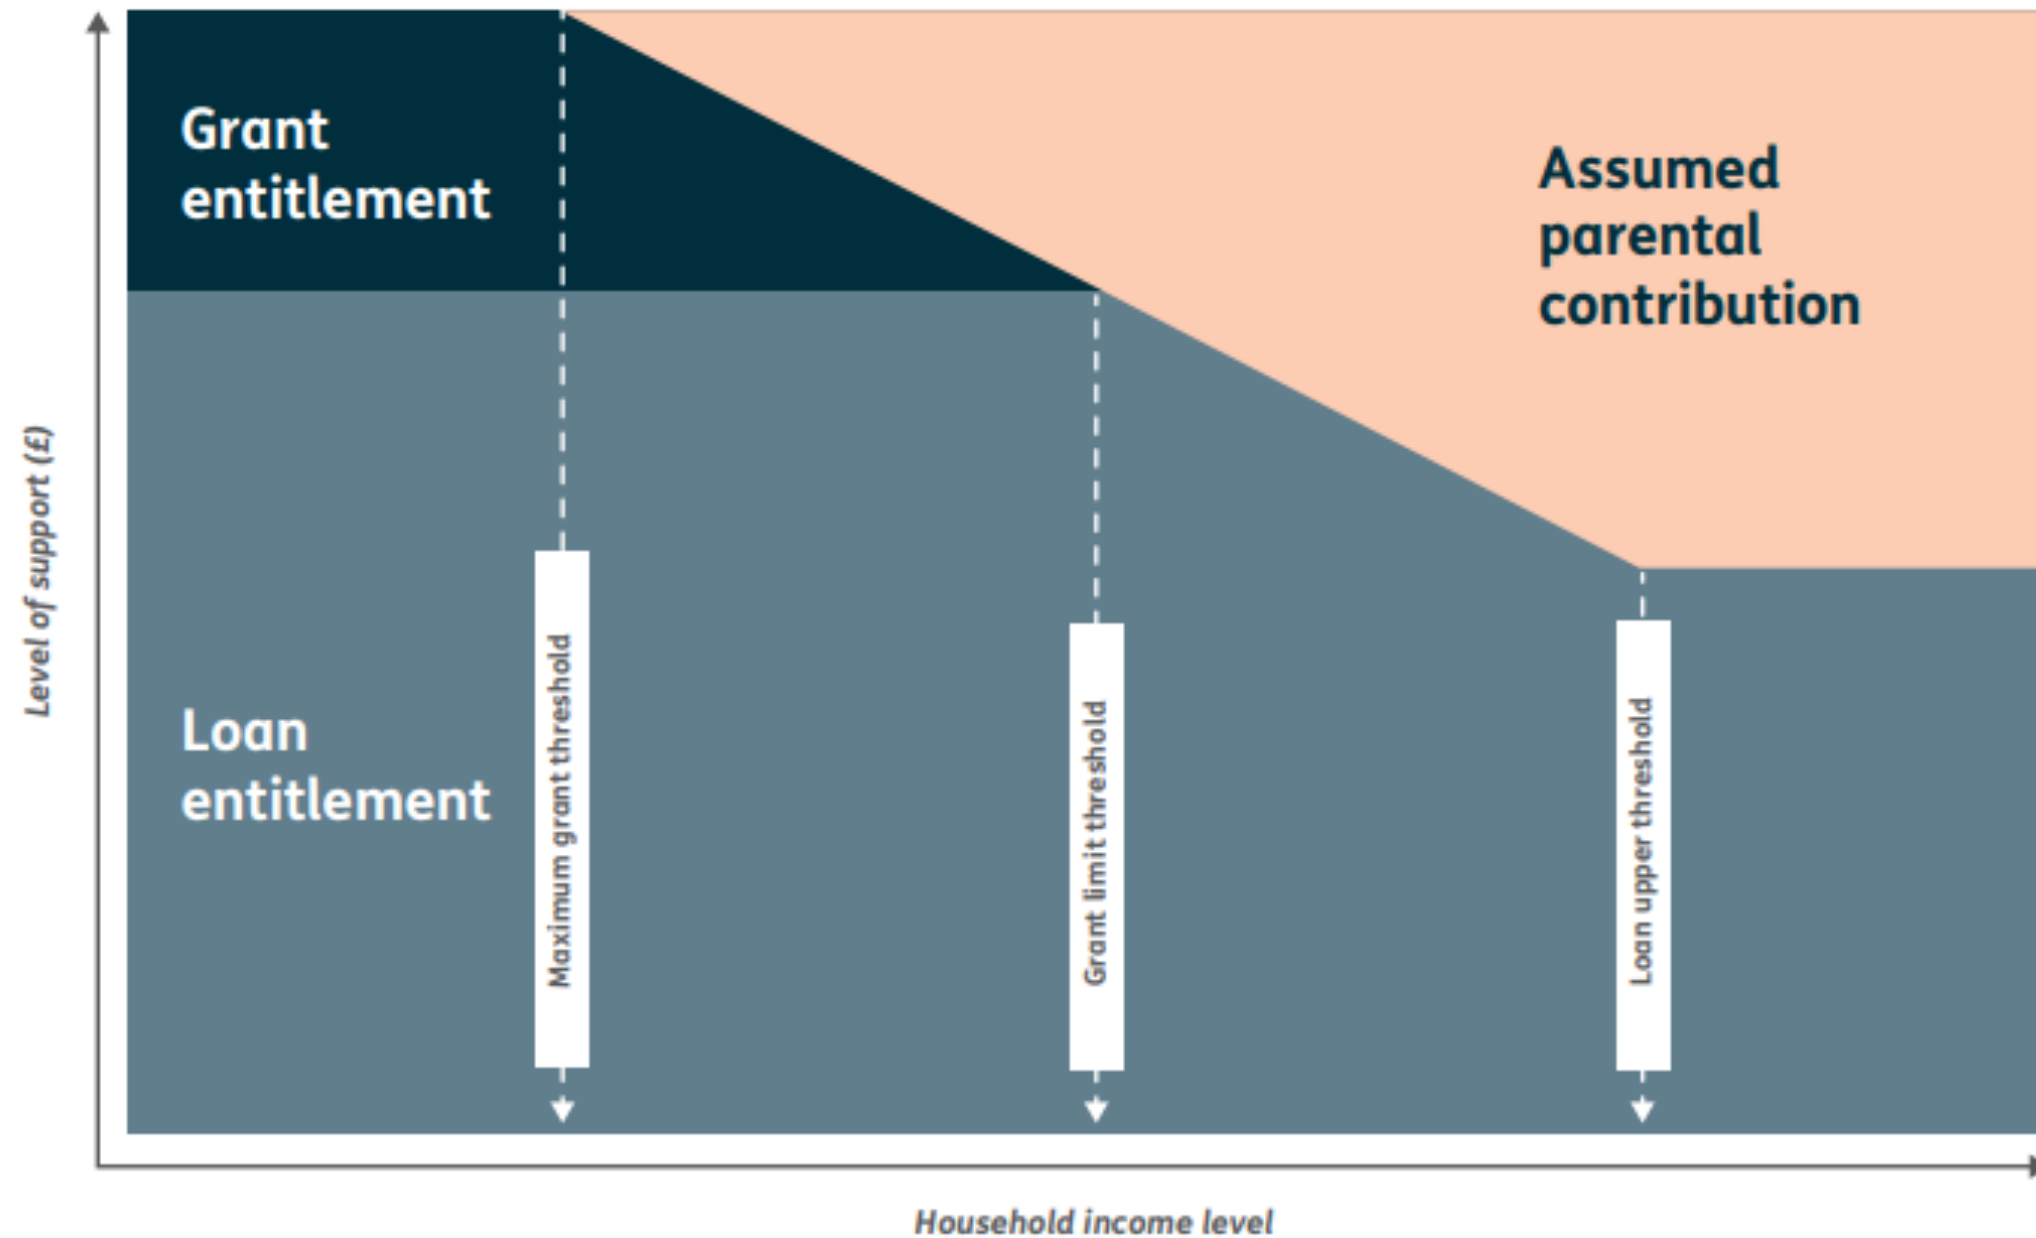 Grant
entitlement
Assumed
parental
contribution
Level of support (£)
Loan
entitlement
Maximum grant threshold
Grant limit threshold
Loan upper threshold
Household income level